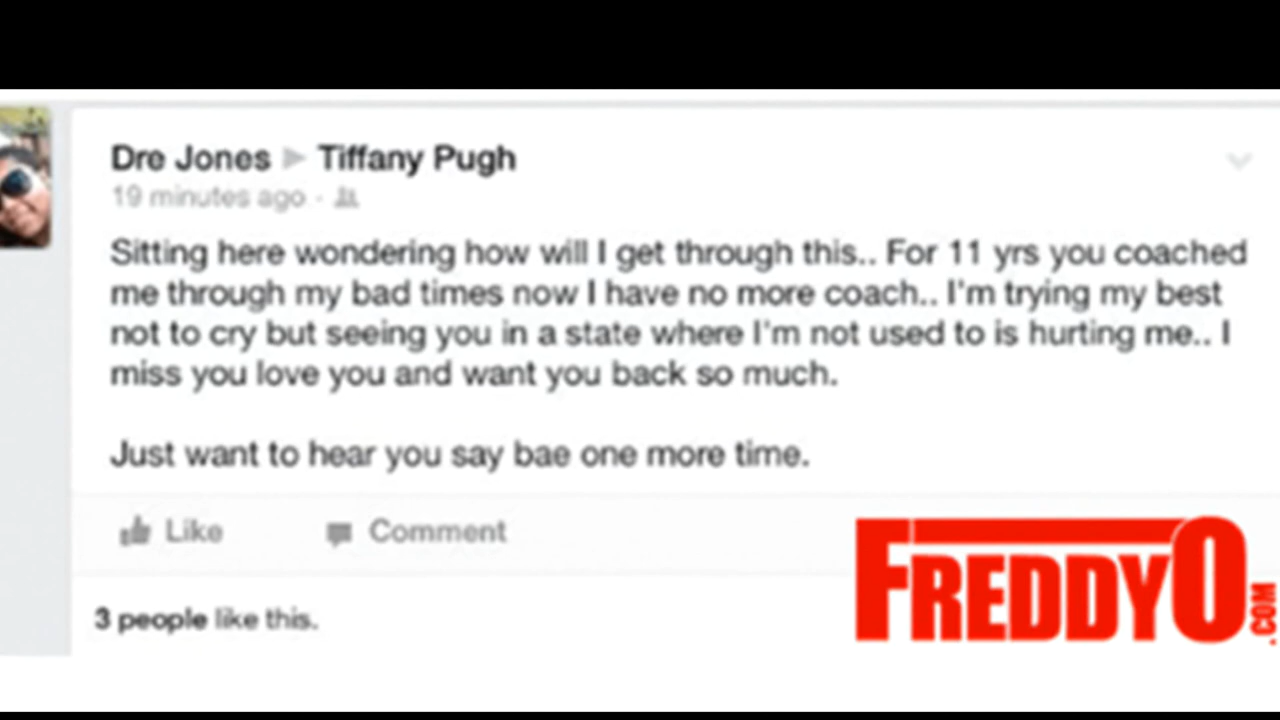 Dre Jones ▶ Tiffany Pugh
19 minutes ago ·
Sitting here wondering how will I get through this.. For 11 yrs you coached
me through my bad times now I have no more coach.. I'm trying my best
not to cry but seeing you in a state where I'm not used to is hurting me.. I
miss you love you and want you back so much.
Just want to hear you say bae one more time.
Like Comment
3 people like this.
FREDDYO.COM